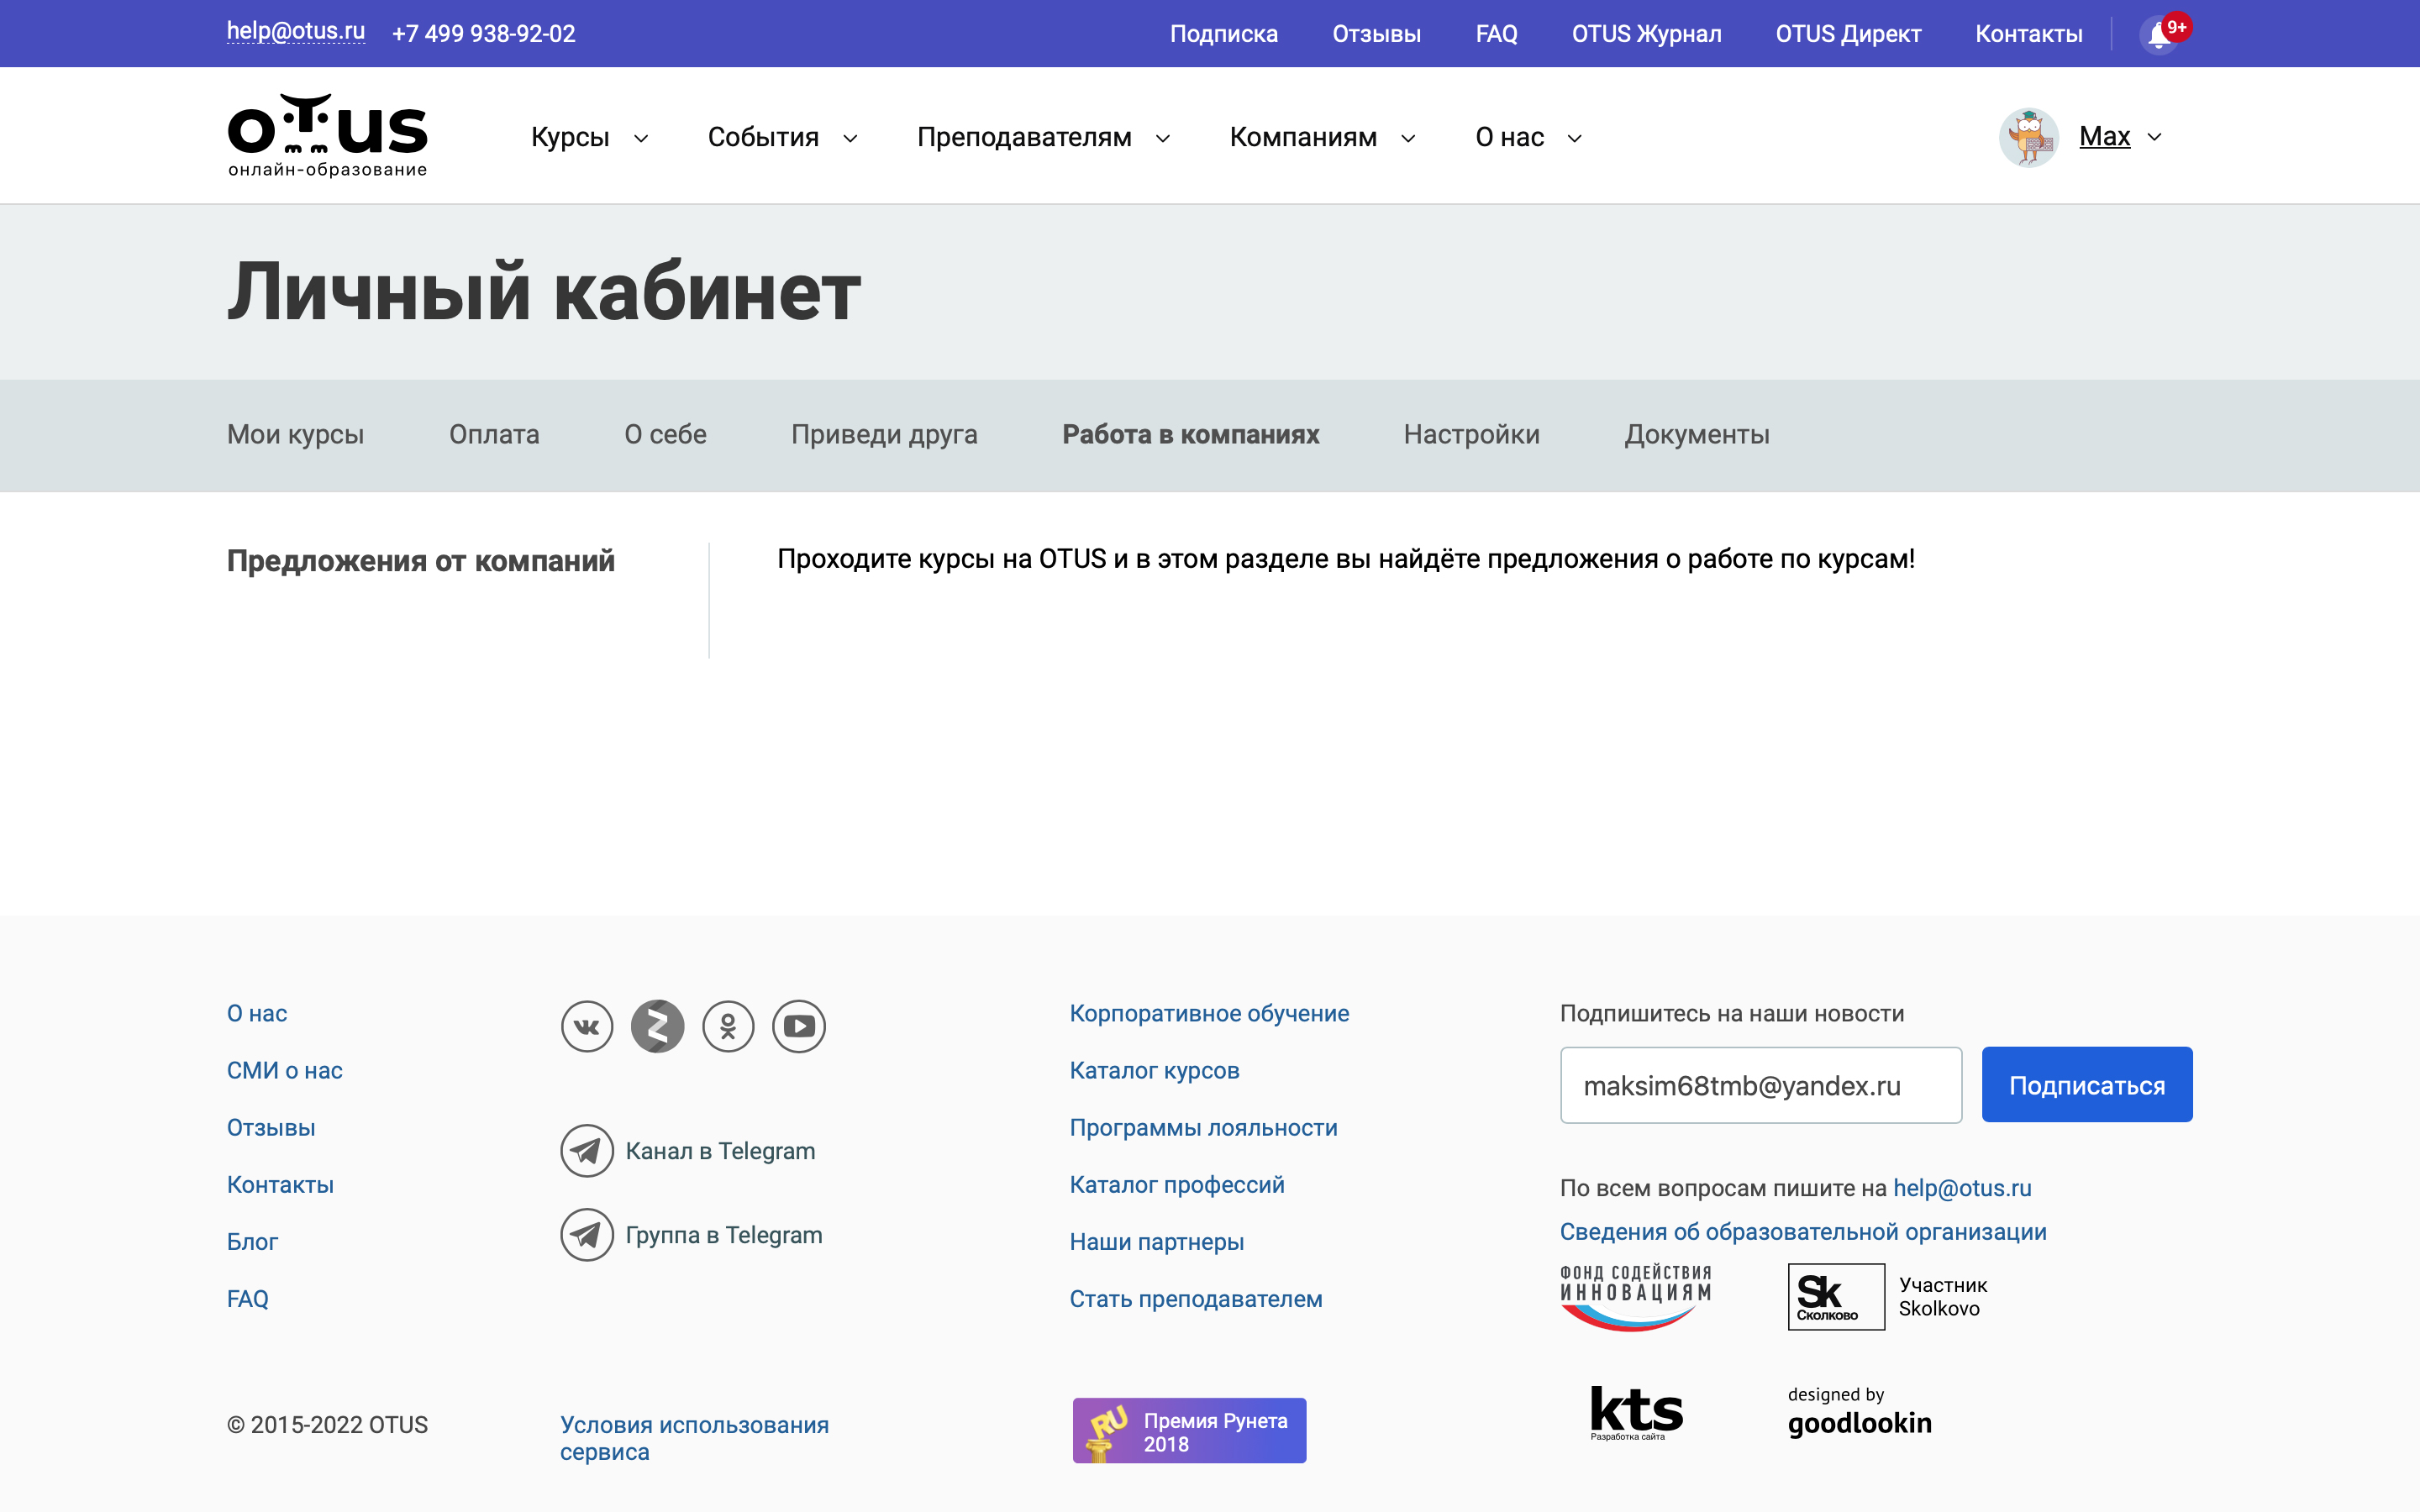 help@otus.ru +7 499 938-92-02 Подписка Отзывы FAQ OTUS Журнал OTUS Директ Контакты 9+
oTus
онлайн-образование
Курсы События Преподавателям Компаниям О нас Max
Личный кабинет
Мои курсы Оплата О себе Приведи друга Работа в компаниях Настройки Документы
Предложения от компаний
Проходите курсы на OTUS и в этом разделе вы найдёте предложения о работе по курсам!
О нас
СМИ о нас
Отзывы
Контакты
Блог
FAQ
Канал в Telegram
Группа в Telegram
Корпоративное обучение
Каталог курсов
Программы лояльности
Каталог профессий
Наши партнеры
Стать преподавателем
Подпишитесь на наши новости
maksim68tmb@yandex.ru Подписаться
По всем вопросам пишите на help@otus.ru
Сведения об образовательной организации
ФОНД СОДЕЙСТВИЯ
ИННОВАЦИЯМ
Sk
Сколково
Участник
Skolkovo
© 2015-2022 OTUS
Условия использования
сервиса
RU
Премия Рунета
2018
kts
Разработка сайта
designed by
goodlookin